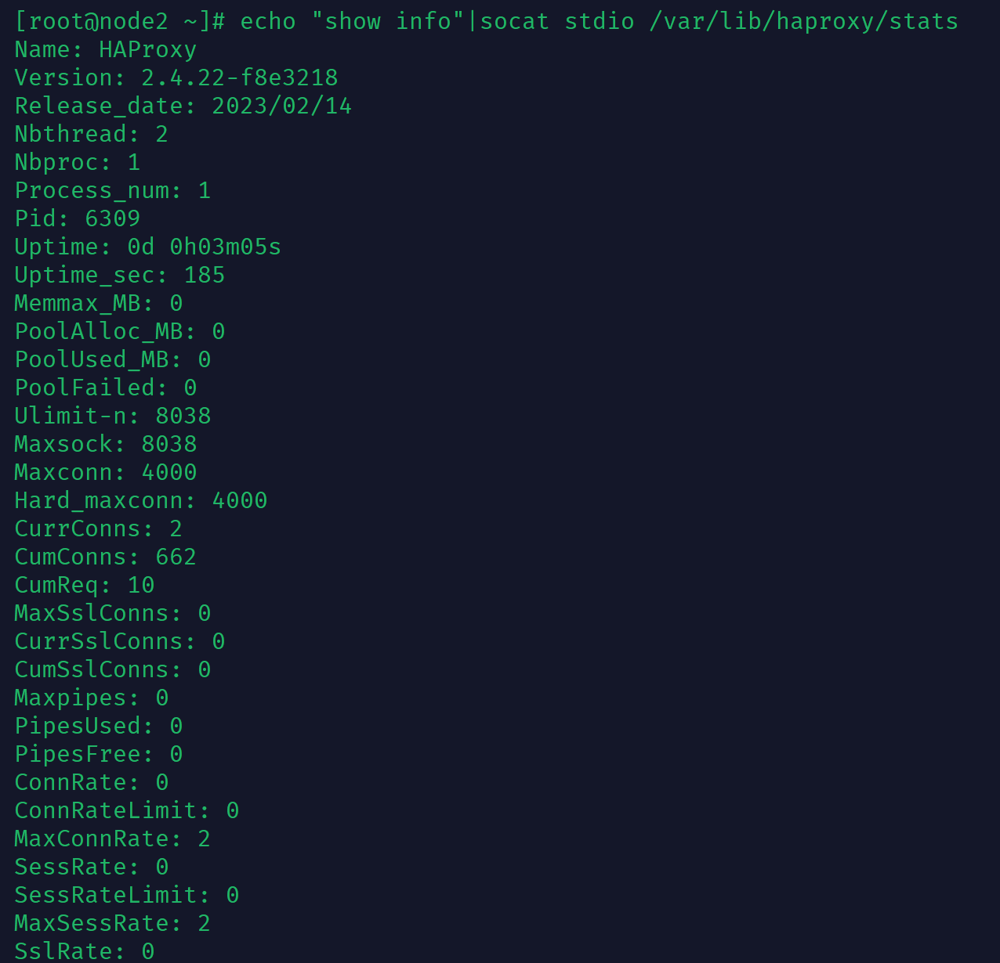 [root@node2 ~]# echo "show info"|socat stdio /var/lib/haproxy/stats
Name: HAProxy
Version: 2.4.22-f8e3218
Release_date: 2023/02/14
Nbthread: 2
Nbproc: 1
Process_num: 1
Pid: 6309
Uptime: 0d 0h03m05s
Uptime_sec: 185
Memmax_MB: 0
PoolAlloc_MB: 0
PoolUsed_MB: 0
PoolFailed: 0
Ulimit-n: 8038
Maxsock: 8038
Maxconn: 4000
Hard_maxconn: 4000
CurrConns: 2
CumConns: 662
CumReq: 10
MaxSslConns: 0
CurrSslConns: 0
CumSslConns: 0
Maxpipes: 0
PipesUsed: 0
PipesFree: 0
ConnRate: 0
ConnRateLimit: 0
MaxConnRate: 2
SessRate: 0
SessRateLimit: 0
MaxSessRate: 2
SslRate: 0